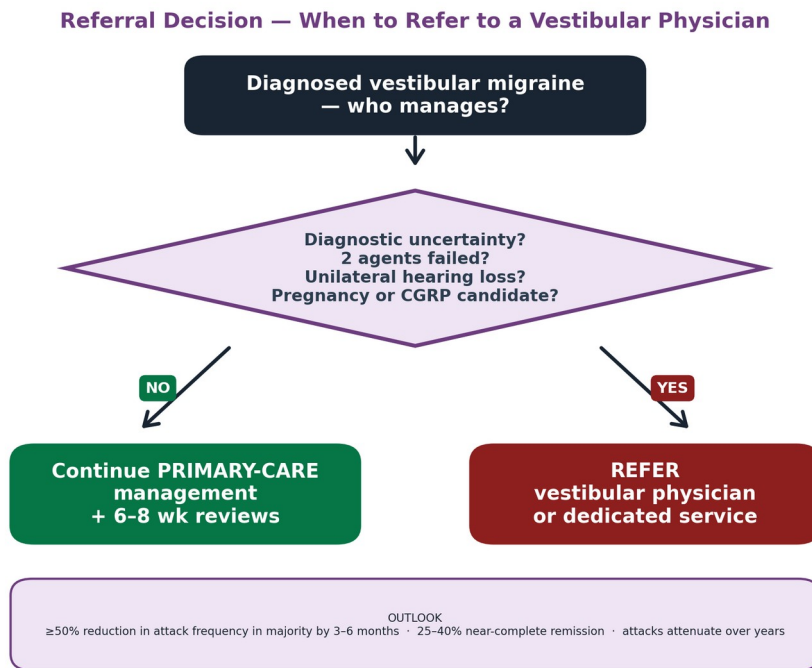 Referral Decision — When to Refer to a Vestibular Physician
Diagnosed vestibular migraine
— who manages?
Diagnostic uncertainty?
2 agents failed?
Unilateral hearing loss?
Pregnancy or CGRP candidate?
NO
YES
Continue PRIMARY-CARE
management
+ 6–8 wk reviews
REFER
vestibular physician
or dedicated service
OUTLOOK
≥50% reduction in attack frequency in majority by 3–6 months · 25–40% near-complete remission · attacks attenuate over years